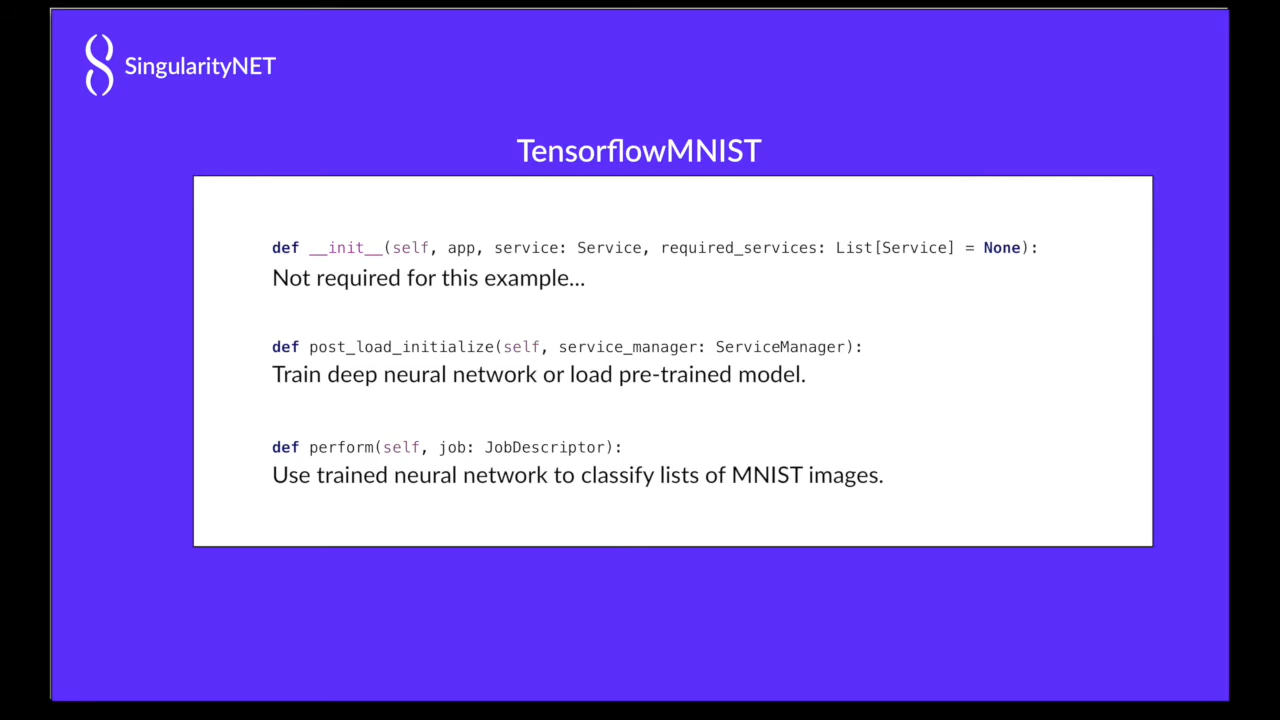 SingularityNET
TensorflowMNIST
def __init__(self, app, service: Service, required_services: List[Service] = None):
Not required for this example...
def post_load_initialize(self, service_manager: ServiceManager):
Train deep neural network or load pre-trained model.
def perform(self, job: JobDescriptor):
Use trained neural network to classify lists of MNIST images.